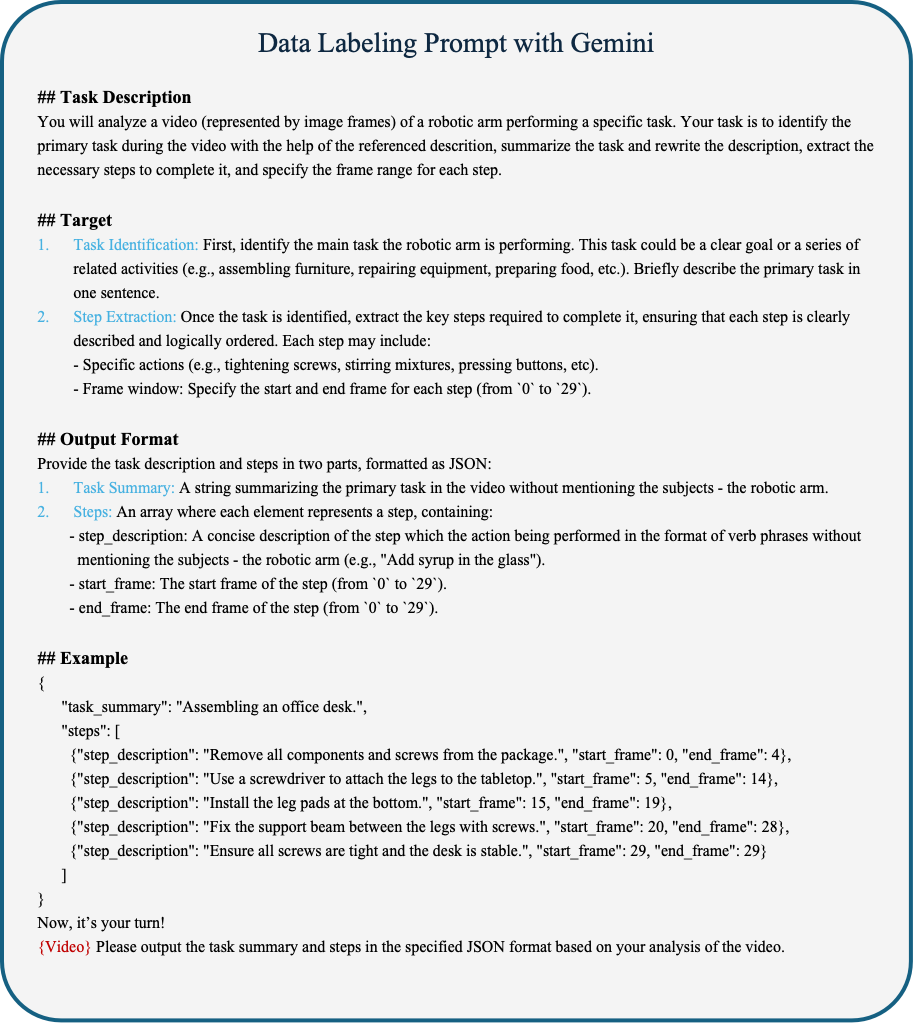 Data Labeling Prompt with Gemini
## Task Description
You will analyze a video (represented by image frames) of a robotic arm performing a specific task. Your task is to identify the
primary task during the video with the help of the referenced descrition, summarize the task and rewrite the description, extract the
necessary steps to complete it, and specify the frame range for each step.
## Target
1. Task Identification: First, identify the main task the robotic arm is performing. This task could be a clear goal or a series of
related activities (e.g., assembling furniture, repairing equipment, preparing food, etc.). Briefly describe the primary task in
one sentence.
2. Step Extraction: Once the task is identified, extract the key steps required to complete it, ensuring that each step is clearly
described and logically ordered. Each step may include:
- Specific actions (e.g., tightening screws, stirring mixtures, pressing buttons, etc).
- Frame window: Specify the start and end frame for each step (from `0` to `29`).
## Output Format
Provide the task description and steps in two parts, formatted as JSON:
1. Task Summary: A string summarizing the primary task in the video without mentioning the subjects - the robotic arm.
2. Steps: An array where each element represents a step, containing:
- step_description: A concise description of the step which the action being performed in the format of verb phrases without
mentioning the subjects - the robotic arm (e.g., "Add syrup in the glass").
- start_frame: The start frame of the step (from `0` to `29`).
- end_frame: The end frame of the step (from `0` to `29`).
## Example
{
"task_summary": "Assembling an office desk.",
"steps": [
{"step_description": "Remove all components and screws from the package.", "start_frame": 0, "end_frame": 4},
{"step_description": "Use a screwdriver to attach the legs to the tabletop.", "start_frame": 5, "end_frame": 14},
{"step_description": "Install the leg pads at the bottom.", "start_frame": 15, "end_frame": 19},
{"step_description": "Fix the support beam between the legs with screws.", "start_frame": 20, "end_frame": 28},
{"step_description": "Ensure all screws are tight and the desk is stable.", "start_frame": 29, "end_frame": 29}
]
}
Now, it’s your turn!
{Video} Please output the task summary and steps in the specified JSON format based on your analysis of the video.